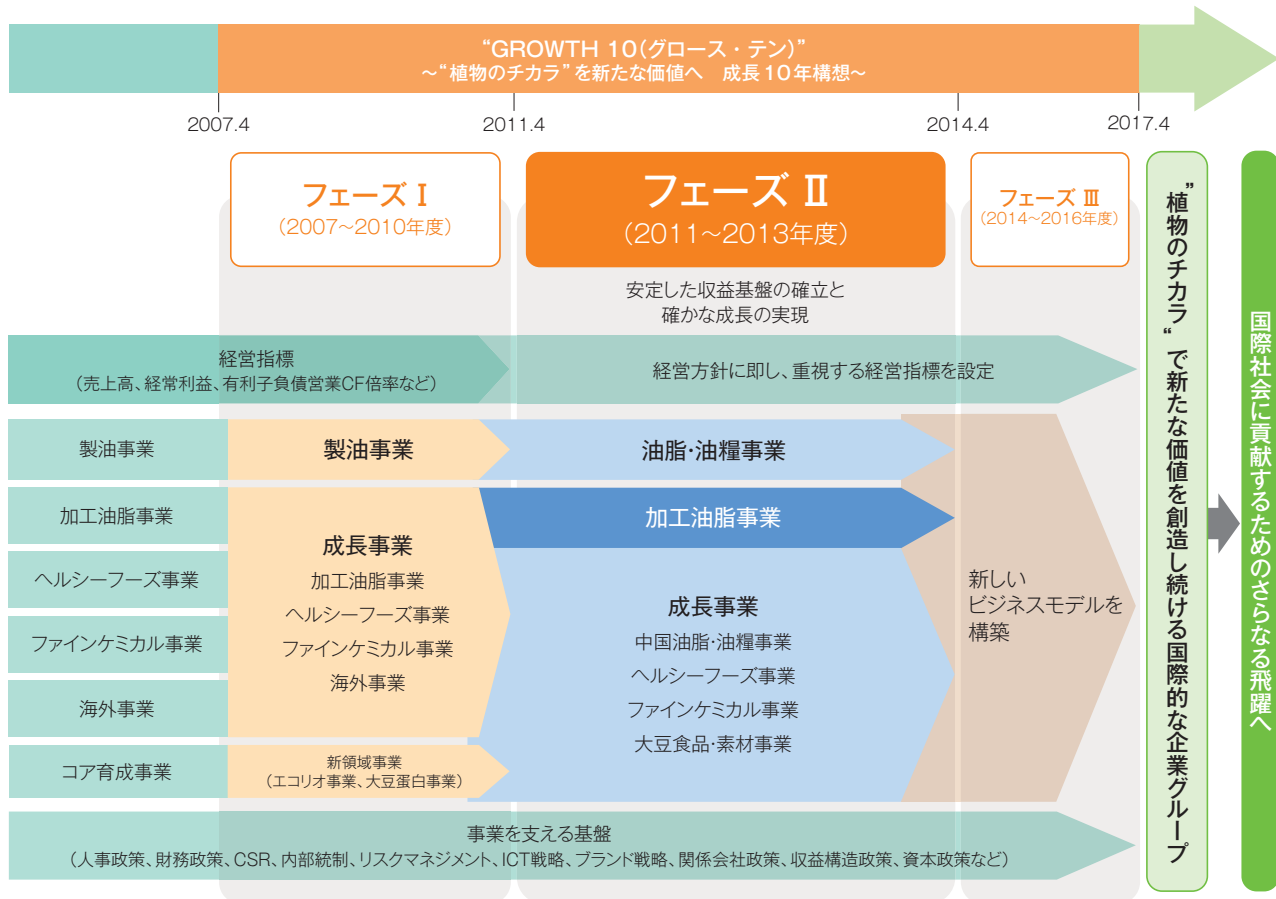 “GROWTH 10(グロース・テン)”
～“植物のチカラ”を新たな価値へ　成長10年構想～
2007.4
2011.4
2014.4
2017.4
フェーズ Ⅰ
(2007～2010年度)
フェーズ Ⅱ
(2011～2013年度)
フェーズ Ⅲ
(2014～2016年度)
安定した収益基盤の確立と
確かな成長の実現
経営指標
(売上高、経常利益、有利子負債営業CF倍率など)
経営方針に即し、重視する経営指標を設定
製油事業
製油事業
油脂・油糧事業
加工油脂事業
ヘルシーフーズ事業
ファインケミカル事業
海外事業
コア育成事業
成長事業
加工油脂事業
ヘルシーフーズ事業
ファインケミカル事業
海外事業
新領域事業
(エコリオ事業、大豆蛋白事業)
加工油脂事業
成長事業
中国油脂・油糧事業
ヘルシーフーズ事業
ファインケミカル事業
大豆食品・素材事業
新しい
ビジネスモデルを
構築
事業を支える基盤
(人事政策、財務政策、CSR、内部統制、リスクマネジメント、ICT戦略、ブランド戦略、関係会社政策、収益構造政策、資本政策など)
”植物のチカラ“で新たな価値を創造し続ける国際的な企業グループ
国際社会に貢献するためのさらなる飛躍へ